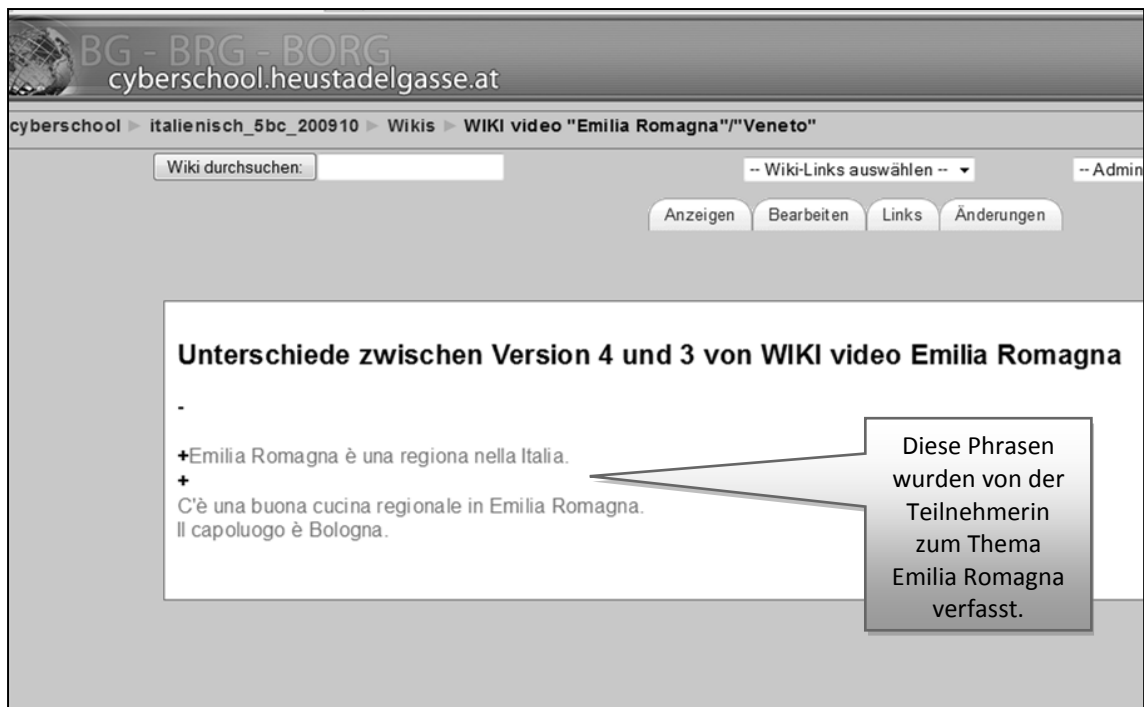 BG - BRG - BORG
cyberschool.heustadelgasse.at
cyberschool ► italienisch_5bc_200910 ► Wikis ► WIKI video "Emilia Romagna"/"Veneto"
Wiki durchsuchen: -- Wiki-Links auswählen -- -- Admin
Anzeigen Bearbeiten Links Änderungen
Unterschiede zwischen Version 4 und 3 von WIKI video Emilia Romagna
-
+Emilia Romagna è una regiona nella Italia.
+
C'è una buona cucina regionale in Emilia Romagna.
Il capoluogo è Bologna.
Diese Phrasen
wurden von der
Teilnehmerin
zum Thema
Emilia Romagna
verfasst.